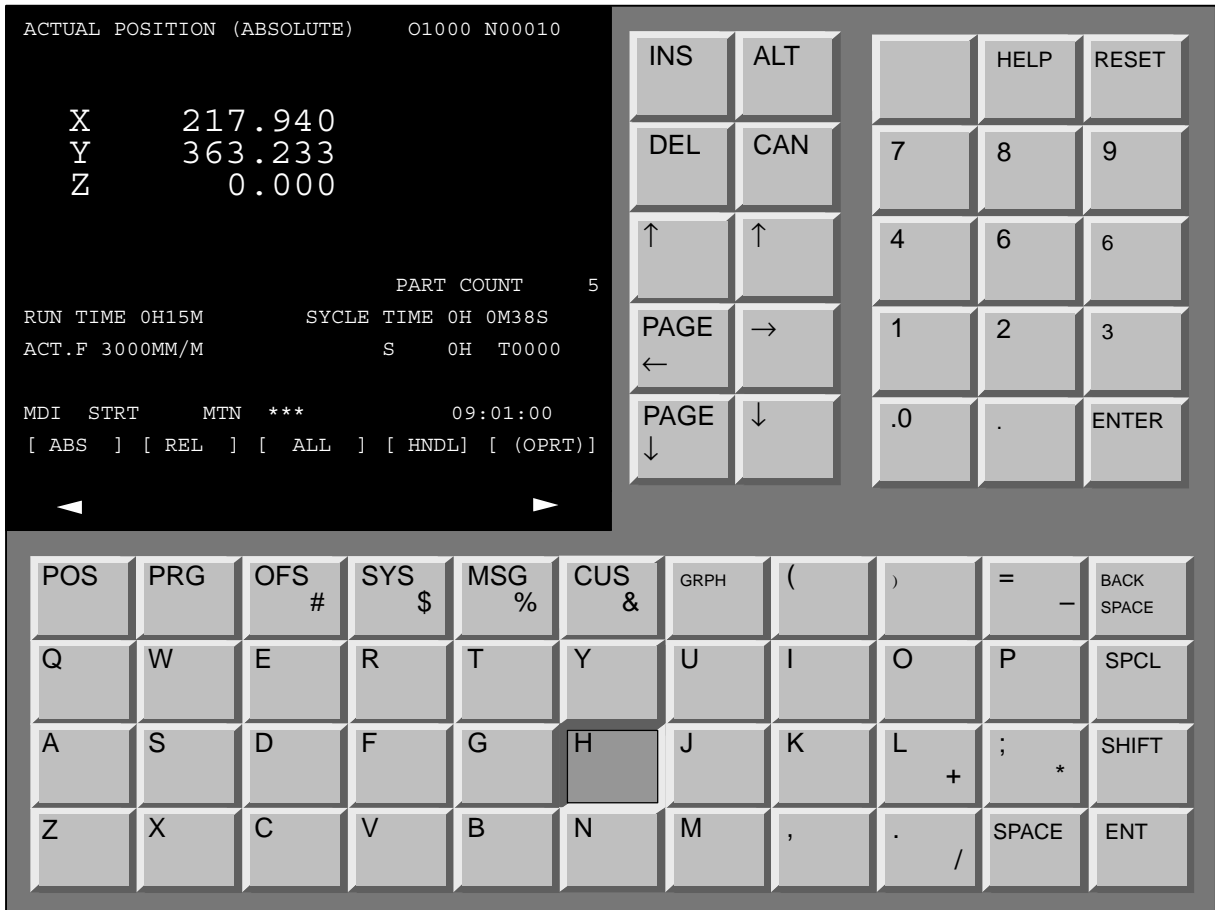 ACTUAL POSITION (ABSOLUTE) O1000 N00010
X 217.940
Y 363.233
Z 0.000
PART COUNT 5
RUN TIME 0H15M SYCLE TIME 0H 0M38S
ACT.F 3000MM/M S 0H T0000
MDI STRT MTN *** 09:01:00
[ ABS ] [ REL ] [ ALL ] [ HNDL] [ (OPRT)]
INS ALT
DEL CAN
↑ ↑
PAGE ← →
PAGE ↓ ↓
HELP RESET
7 8 9
4 6 6
1 2 3
.0 . ENTER
POS PRG OFS # SYS $ MSG % CUS & GRPH ( ) = – BACK SPACE
Q W E R T Y U I O P SPCL
A S D F G H J K L + ; * SHIFT
Z X C V B N M , . / SPACE ENT